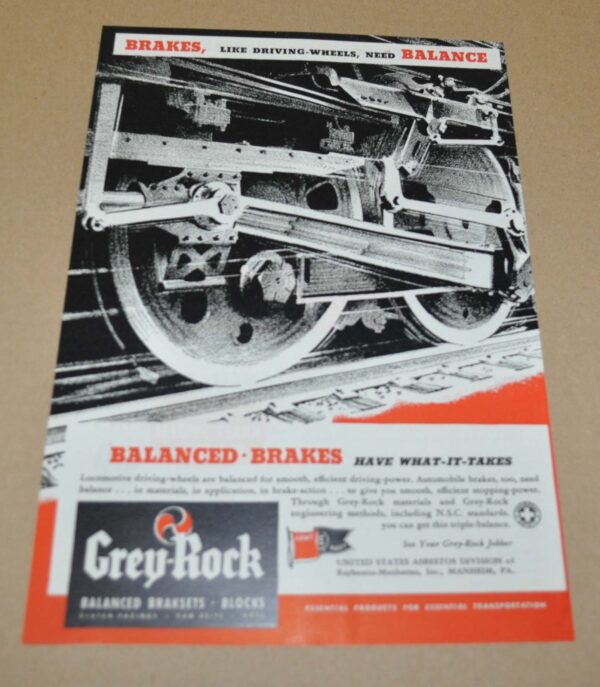 BRAKES, LIKE DRIVING-WHEELS, NEED BALANCE
BALANCED · BRAKES HAVE WHAT-IT-TAKES
Locomotive driving-wheels are balanced for smooth, efficient driving-power. Automobile brakes, too, need
balance . . . in materials, in application, in brake-action . . . to give you smooth, efficient stopping-power.
Through Grey-Rock materials and Grey-Rock
engineering methods, including N.S.C. standards,
you can get this triple-balance.
See Your Grey-Rock Jobber
UNITED STATES ASBESTOS DIVISION of
Raybestos-Manhattan, Inc., MANHEIM, PA.
Grey-Rock
BALANCED BRAKSETS · BLOCKS
ESSENTIAL PRODUCTS FOR ESSENTIAL TRANSPORTATION